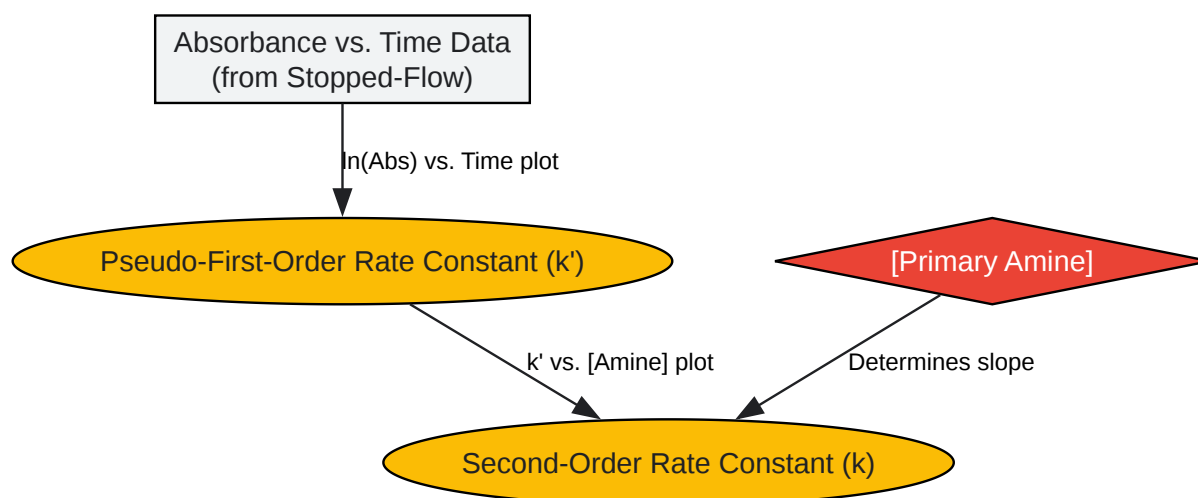 Absorbance vs. Time Data
(from Stopped-Flow)
ln(Abs) vs. Time plot
Pseudo-First-Order Rate Constant (k')
[Primary Amine]
k' vs. [Amine] plot
Determines slope
Second-Order Rate Constant (k)